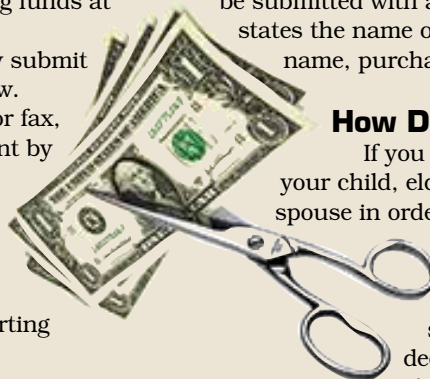 g funds at
submit
w.
or fax,
nt by
rting
be submitted with a
states the name o
name, purcha
How D
If you
your child, eld
spouse in orde
s
de